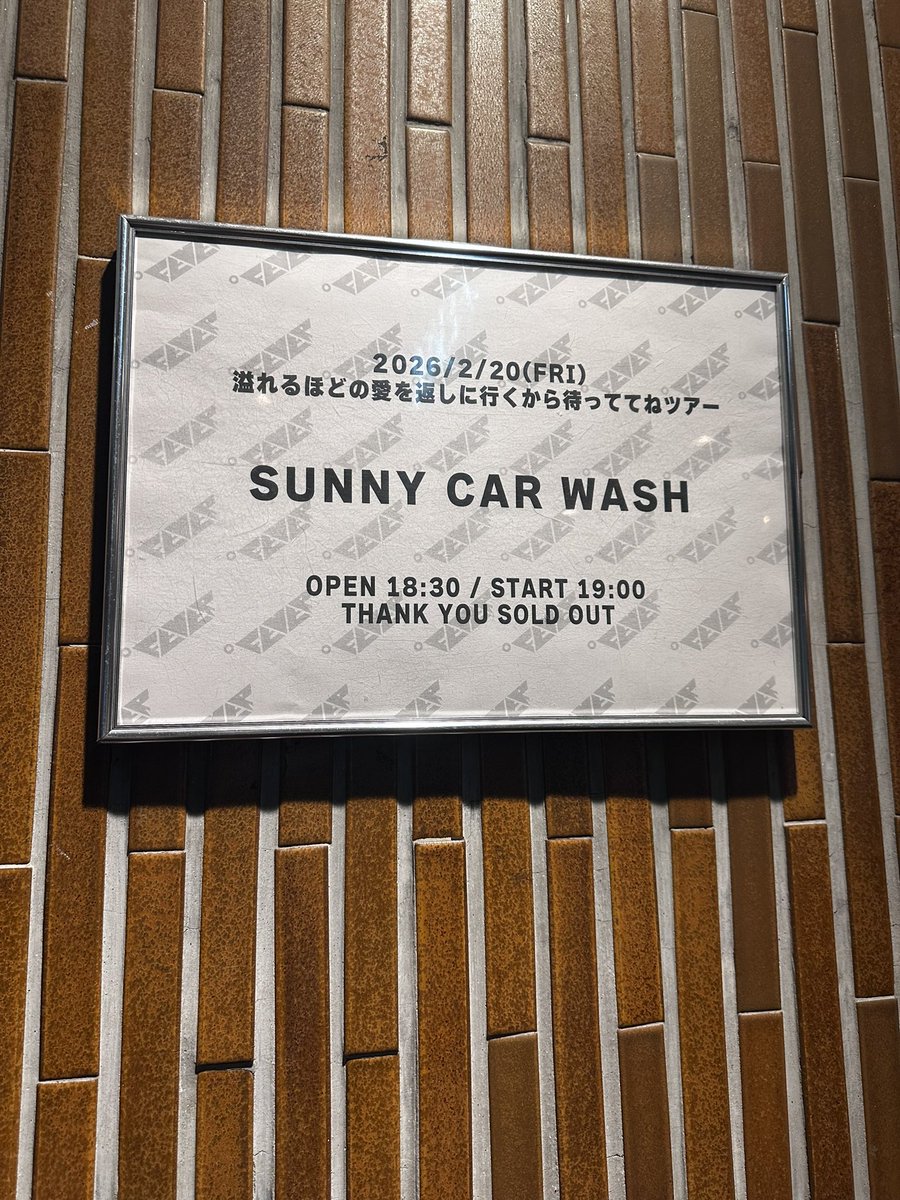 2026/2/20(FRI)
溢れるほどの愛を返しに行くから待っててねツアー
SUNNY CAR WASH
OPEN 18:30 / START 19:00
THANK YOU SOLD OUT